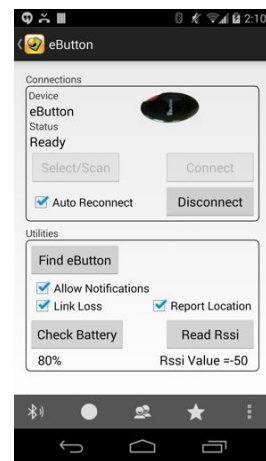 2:10
eButton
Connections
Device
eButton
Status
Ready
Select/Scan Connect
Auto Reconnect Disconnect
Utilities
Find eButton
Allow Notifications
Link Loss Report Location
Check Battery Read Rssi
80% Rssi Value =-50